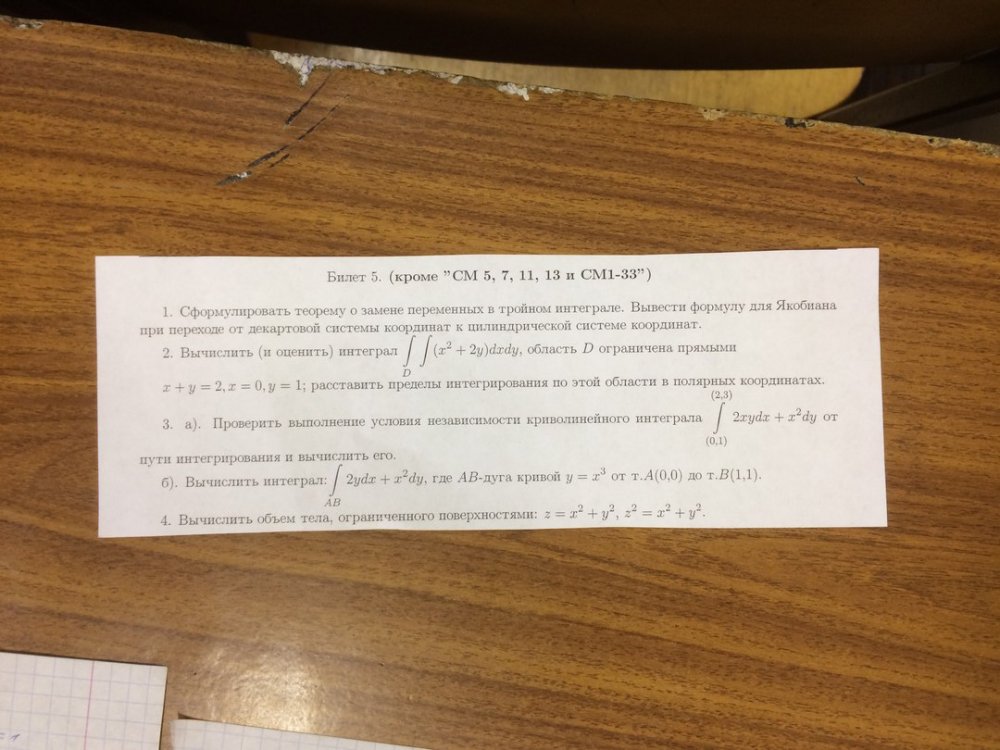 Билет 5. (кроме "СМ 5, 7, 11, 13 и СМ1-33")
1. Сформулировать теорему о замене переменных в тройном интеграле. Вывести формулу для Якобиана
при переходе от декартовой системы координат к цилиндрической системе координат.
2. Вычислить (и оценить) интеграл ∫∫(x² + 2y)dxdy, область D ограничена прямыми
D
x + y = 2, x = 0, y = 1; расставить пределы интегрирования по этой области в полярных координатах.
(2,3)
3. а). Проверить выполнение условия независимости криволинейного интеграла ∫ 2xydx + x²dy от
(0,1)
пути интегрирования и вычислить его.
б). Вычислить интеграл: ∫ 2ydx + x²dy, где AB-дуга кривой y = x³ от т.A(0,0) до т.B(1,1).
AB
4. Вычислить объем тела, ограниченного поверхностями: z = x² + y², z² = x² + y².